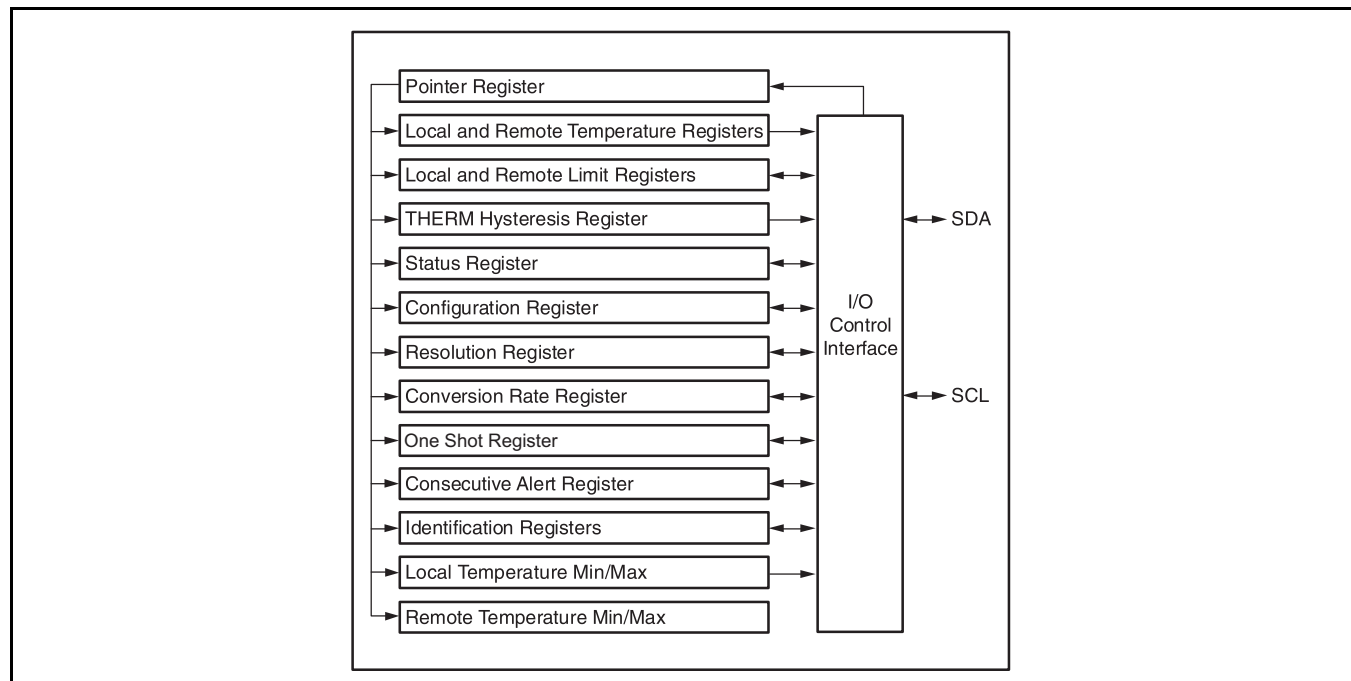 Pointer Register
Local and Remote Temperature Registers
Local and Remote Limit Registers
THERM Hysteresis Register
Status Register
Configuration Register
Resolution Register
Conversion Rate Register
One Shot Register
Consecutive Alert Register
Identification Registers
Local Temperature Min/Max
Remote Temperature Min/Max
I/O
Control
Interface
SDA
SCL